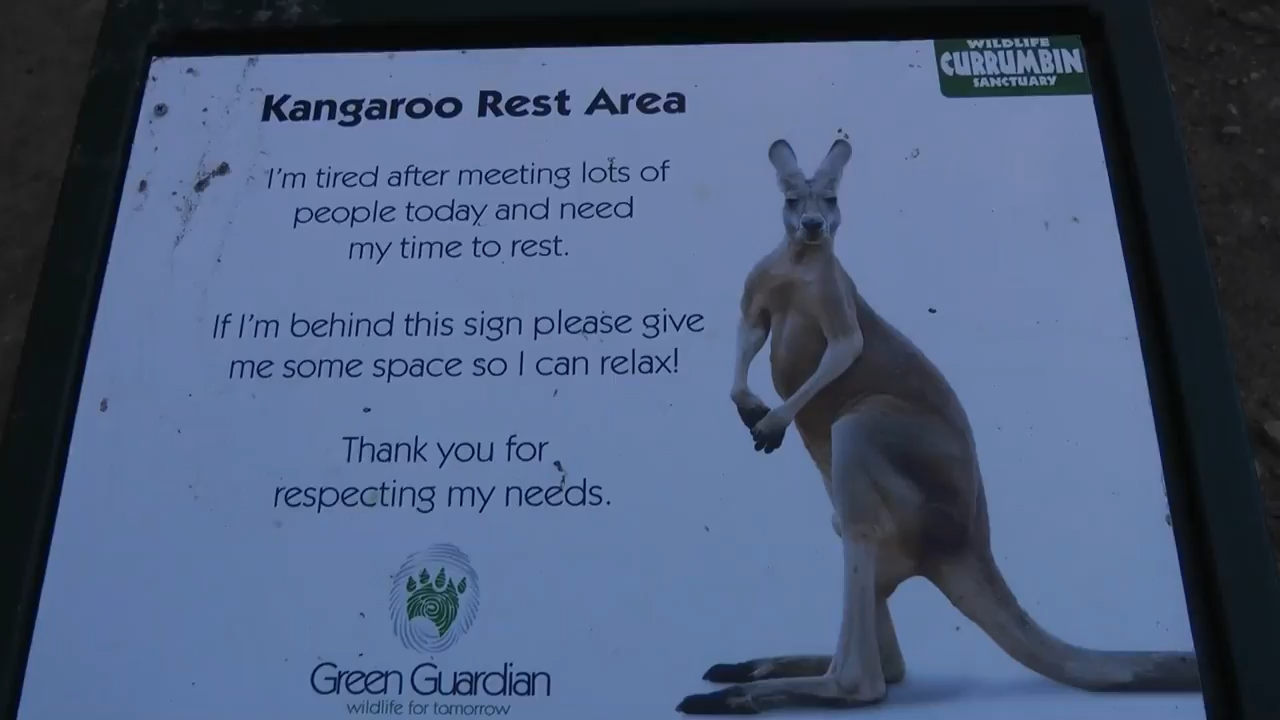 WILDLIFE
CURRUMBIN
SANCTUARY
Kangaroo Rest Area
I'm tired after meeting lots of
people today and need
my time to rest.
If I'm behind this sign please give
me some space so I can relax!
Thank you for
respecting my needs.
Green Guardian
wildlife for tomorrow